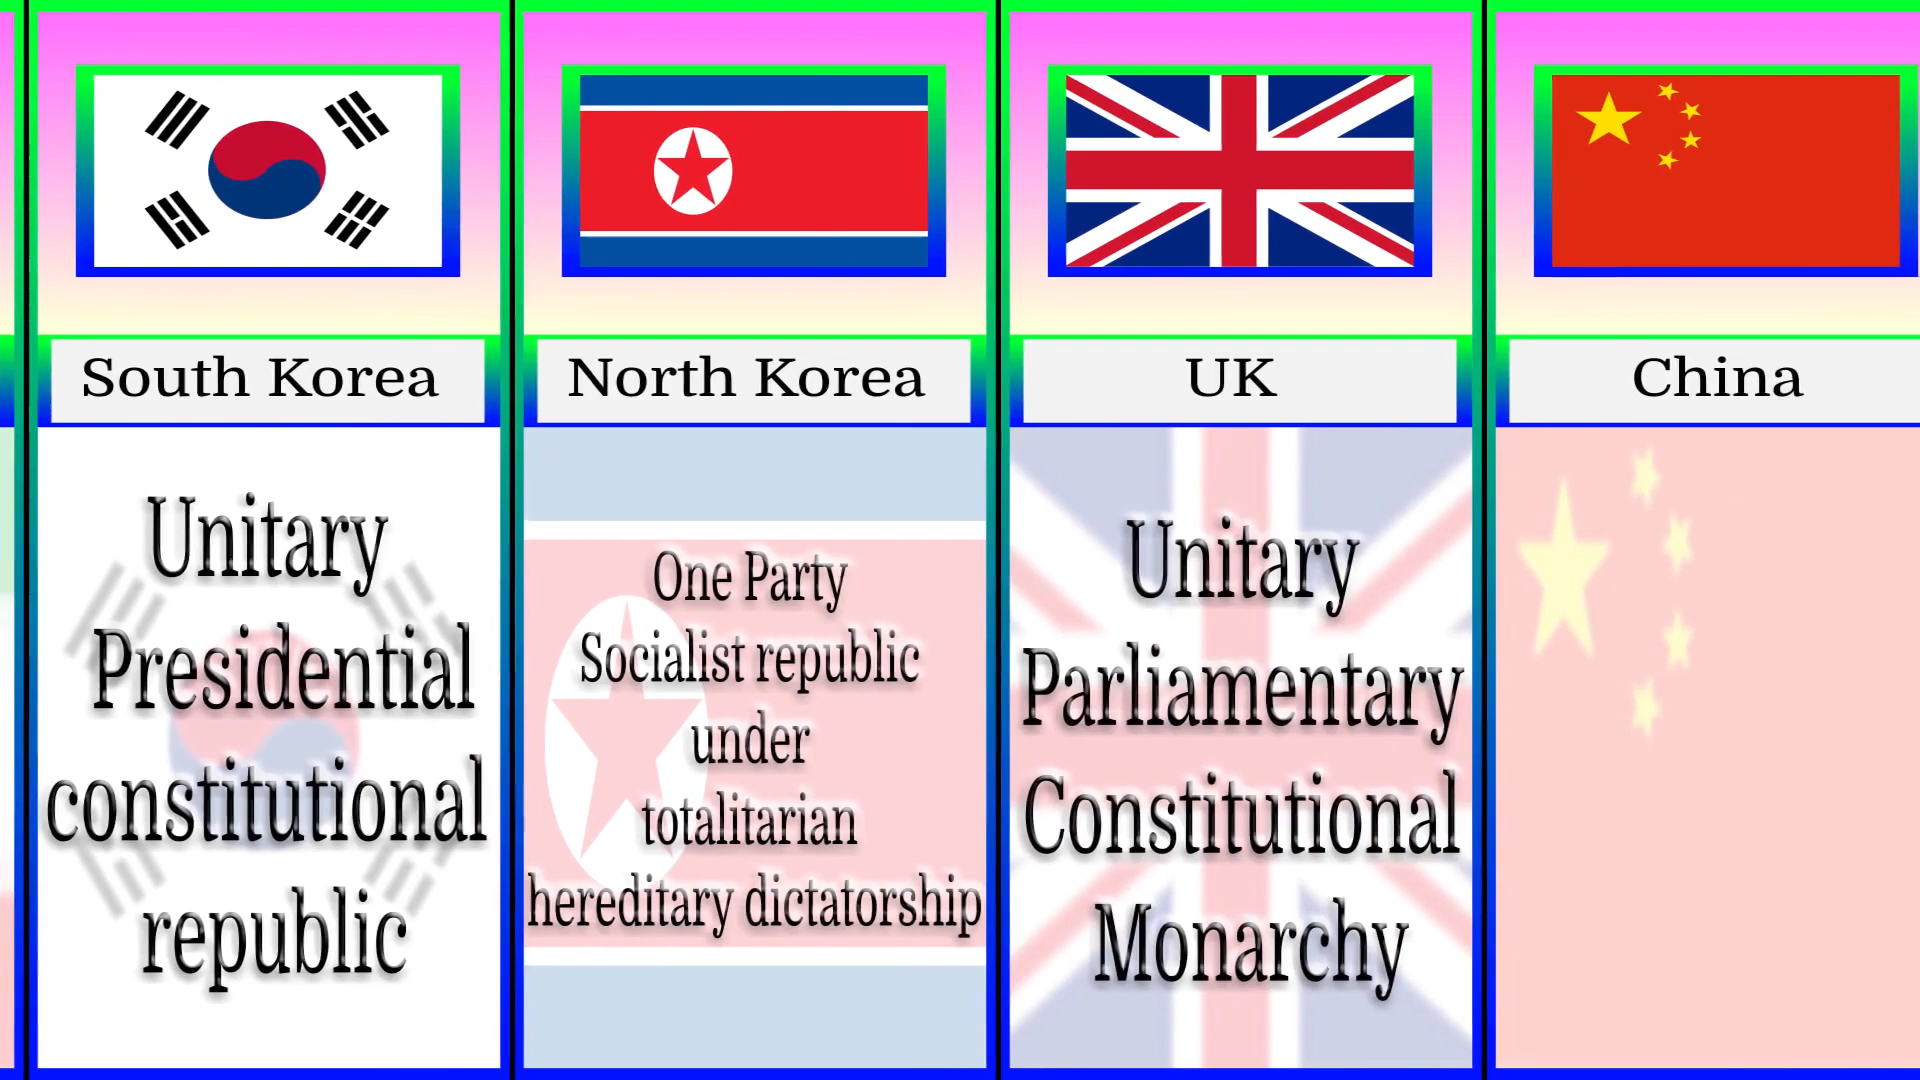 South Korea
Unitary
Presidential
constitutional
republic
North Korea
One Party
Socialist republic
under
totalitarian
hereditary dictatorship
UK
Unitary
Parliamentary
Constitutional
Monarchy
China